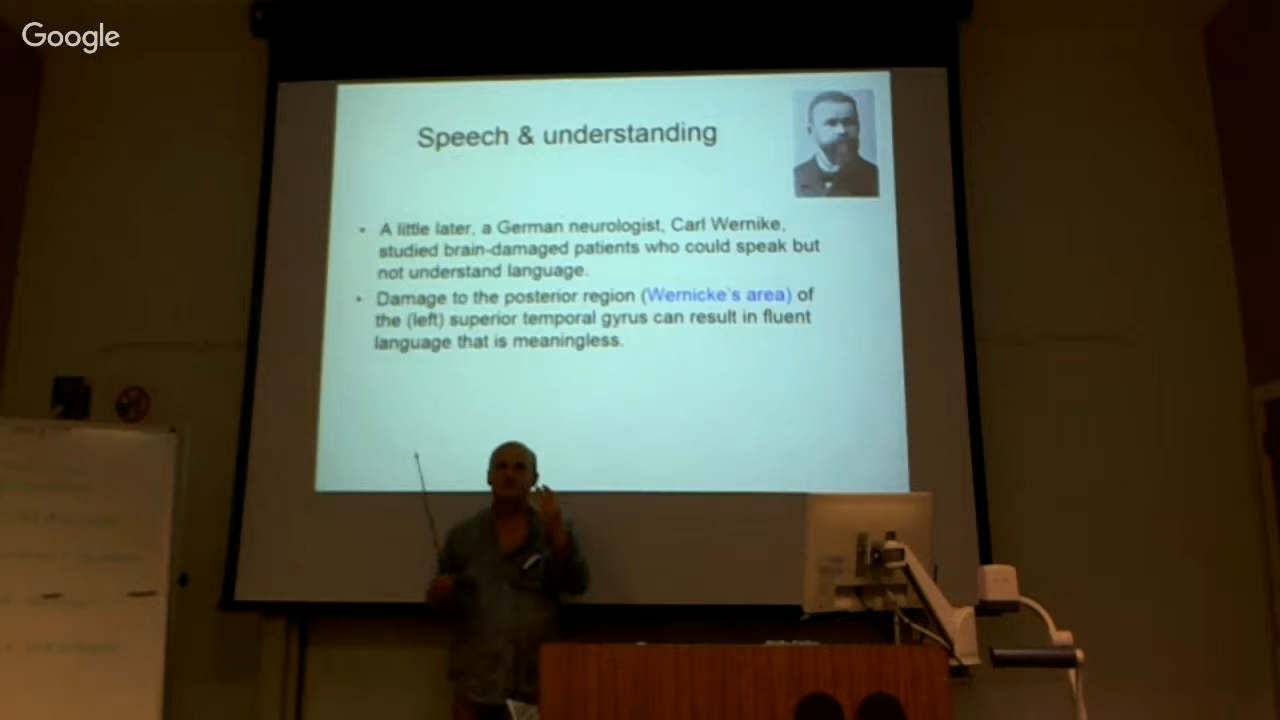 Google
Speech & understanding
• A little later, a German neurologist, Carl Wernike,
studied brain-damaged patients who could speak but
not understand language.
• Damage to the posterior region (Wernicke's area) of
the (left) superior temporal gyrus can result in fluent
language that is meaningless.